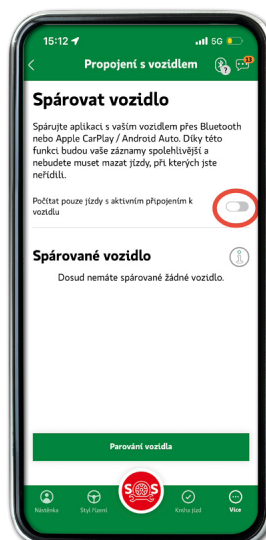 15:12
5G
Propojení s vozidlem
?
Spárovat vozidlo
Spárujte aplikaci s vaším vozidlem přes Bluetooth
nebo Apple CarPlay / Android Auto. Díky této
funkci budou vaše záznamy spolehlivější a
nebudete muset mazat jízdy, při kterých jste
neřídili.
Počítat pouze jízdy s aktivním připojením k
vozidlu
Spárované vozidlo
i
Dosud nemáte spárované žádné vozidlo.
Párování vozidla
SOS
Nástěnka
Styl řízení
Kniha jízd
Více